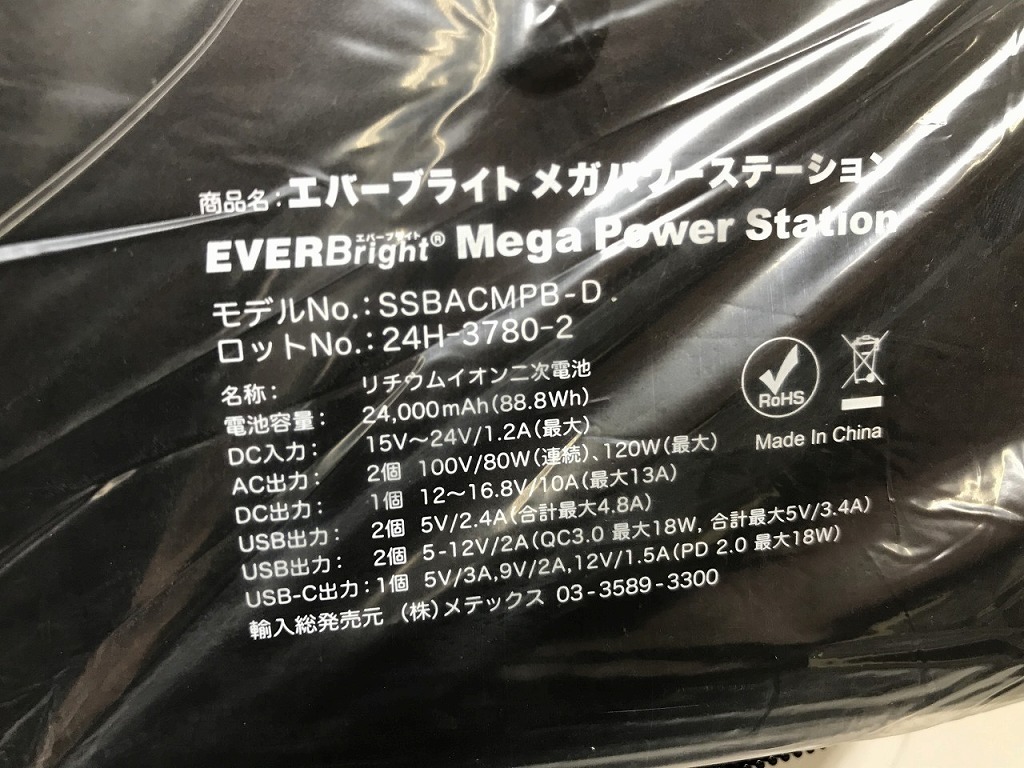 商品名：エバーブライト メガパワーステーション
エバーブライト
EVERBright® Mega Power Station
モデルNo.：SSBACMPB-D
ロットNo.：24H-3780-2
名称： リチウムイオン二次電池
電池容量： 24,000mAh(88.8Wh)
DC入力： 15V～24V/1.2A(最大)
AC出力： 2個 100V/80W(連続)、120W(最大)
DC出力： 1個 12～16.8V/10A(最大13A)
USB出力： 2個 5V/2.4A(合計最大4.8A)
USB出力： 2個 5-12V/2A(QC3.0 最大18W, 合計最大5V/3.4A)
USB-C出力：1個 5V/3A,9V/2A,12V/1.5A(PD 2.0 最大18W)
輸入総発売元 （株）メテックス 03-3589-3300
RoHS
Made In China